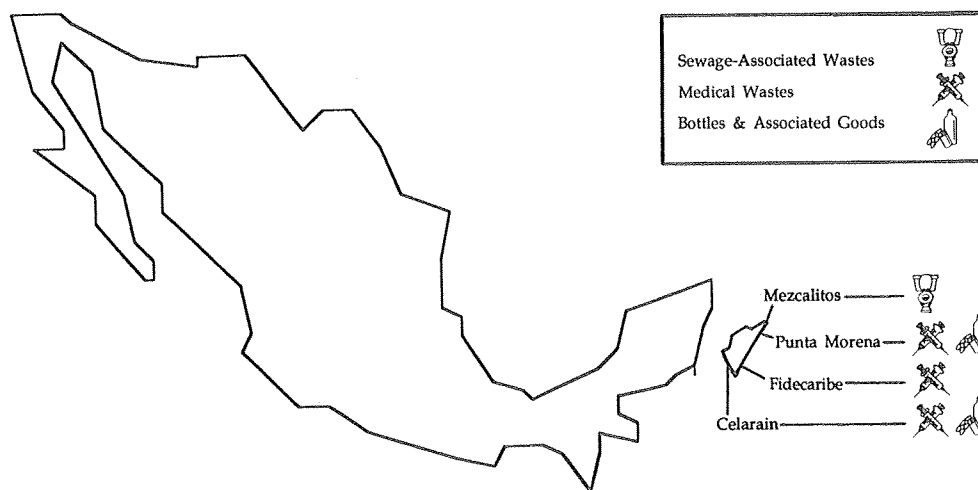 Sewage-Associated Wastes
Medical Wastes
Bottles & Associated Goods
Mezcalitos
Punta Morena
Fidecaribe
Celarain